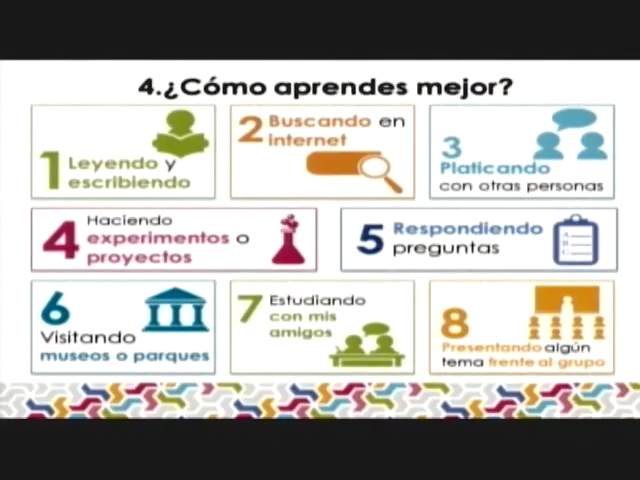 4.¿Cómo aprendes mejor?
1 Leyendo y
escribiendo
2 Buscando en
internet
3
Platicando
con otras personas
4 Haciendo
experimentos o
proyectos
5 Respondiendo
preguntas
A
B
C
6
Visitando
museos o parques
7 Estudiando
con mis
amigos
8
Presentando algún
tema frente al grupo